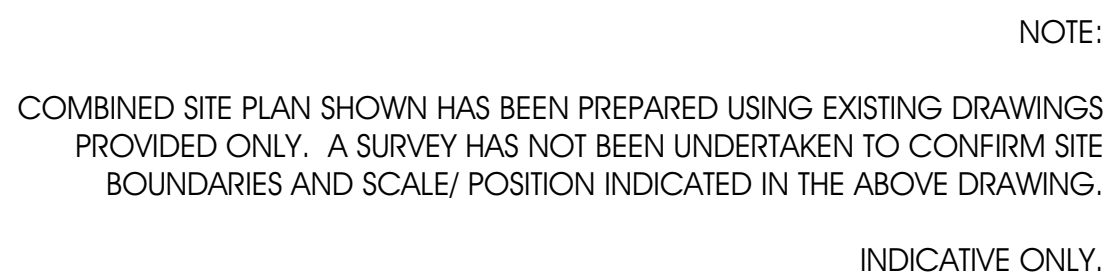 NOTE:
COMBINED SITE PLAN SHOWN HAS BEEN PREPARED USING EXISTING DRAWINGS
PROVIDED ONLY.  A SURVEY HAS NOT BEEN UNDERTAKEN TO CONFIRM SITE
BOUNDARIES AND SCALE/ POSITION INDICATED IN THE ABOVE DRAWING.
INDICATIVE ONLY.